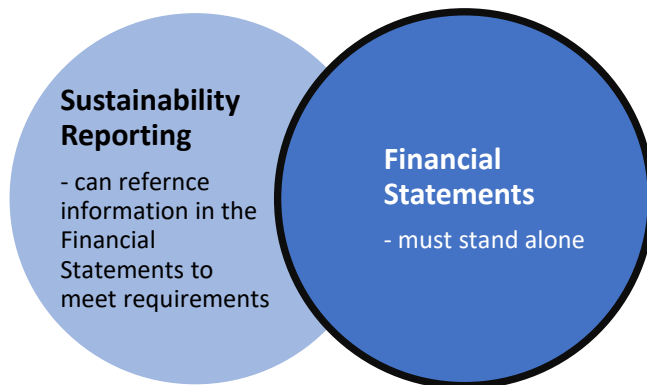 Sustainability
Reporting
- can refernce
information in the
Financial
Statements to
meet requirements
Financial
Statements
- must stand alone